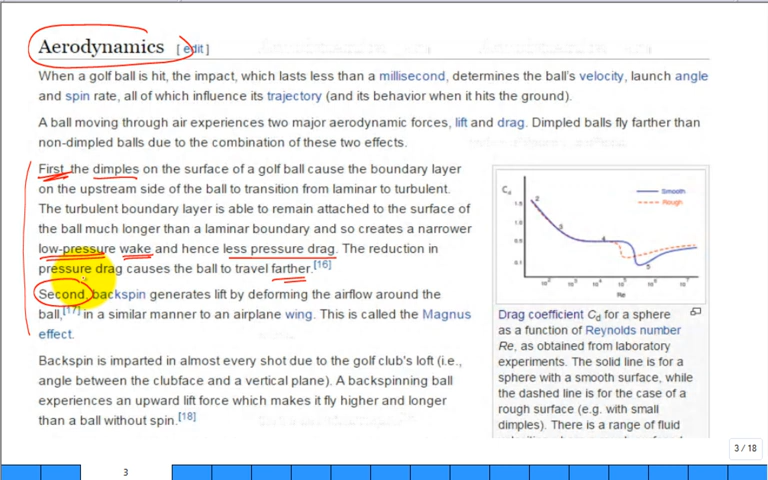 Aerodynamics [ edit ]
When a golf ball is hit, the impact, which lasts less than a millisecond, determines the ball's velocity, launch angle
and spin rate, all of which influence its trajectory (and its behavior when it hits the ground).
A ball moving through air experiences two major aerodynamic forces, lift and drag. Dimpled balls fly farther than
non-dimpled balls due to the combination of these two effects.
First, the dimples on the surface of a golf ball cause the boundary layer
on the upstream side of the ball to transition from laminar to turbulent.
The turbulent boundary layer is able to remain attached to the surface of
the ball much longer than a laminar boundary and so creates a narrower
low-pressure wake and hence less pressure drag. The reduction in
pressure drag causes the ball to travel farther.[16]
Second, backspin generates lift by deforming the airflow around the
ball,[17] in a similar manner to an airplane wing. This is called the Magnus
effect.
Backspin is imparted in almost every shot due to the golf club's loft (i.e.,
angle between the clubface and a vertical plane). A backspinning ball
experiences an upward lift force which makes it fly higher and longer
than a ball without spin.[18]
Cd
Smooth
Rough
2
3
4
5
Re
Drag coefficient Cd for a sphere
as a function of Reynolds number
Re, as obtained from laboratory
experiments. The solid line is for a
sphere with a smooth surface, while
the dashed line is for the case of a
rough surface (e.g. with small
dimples). There is a range of fluid
3 / 18
3